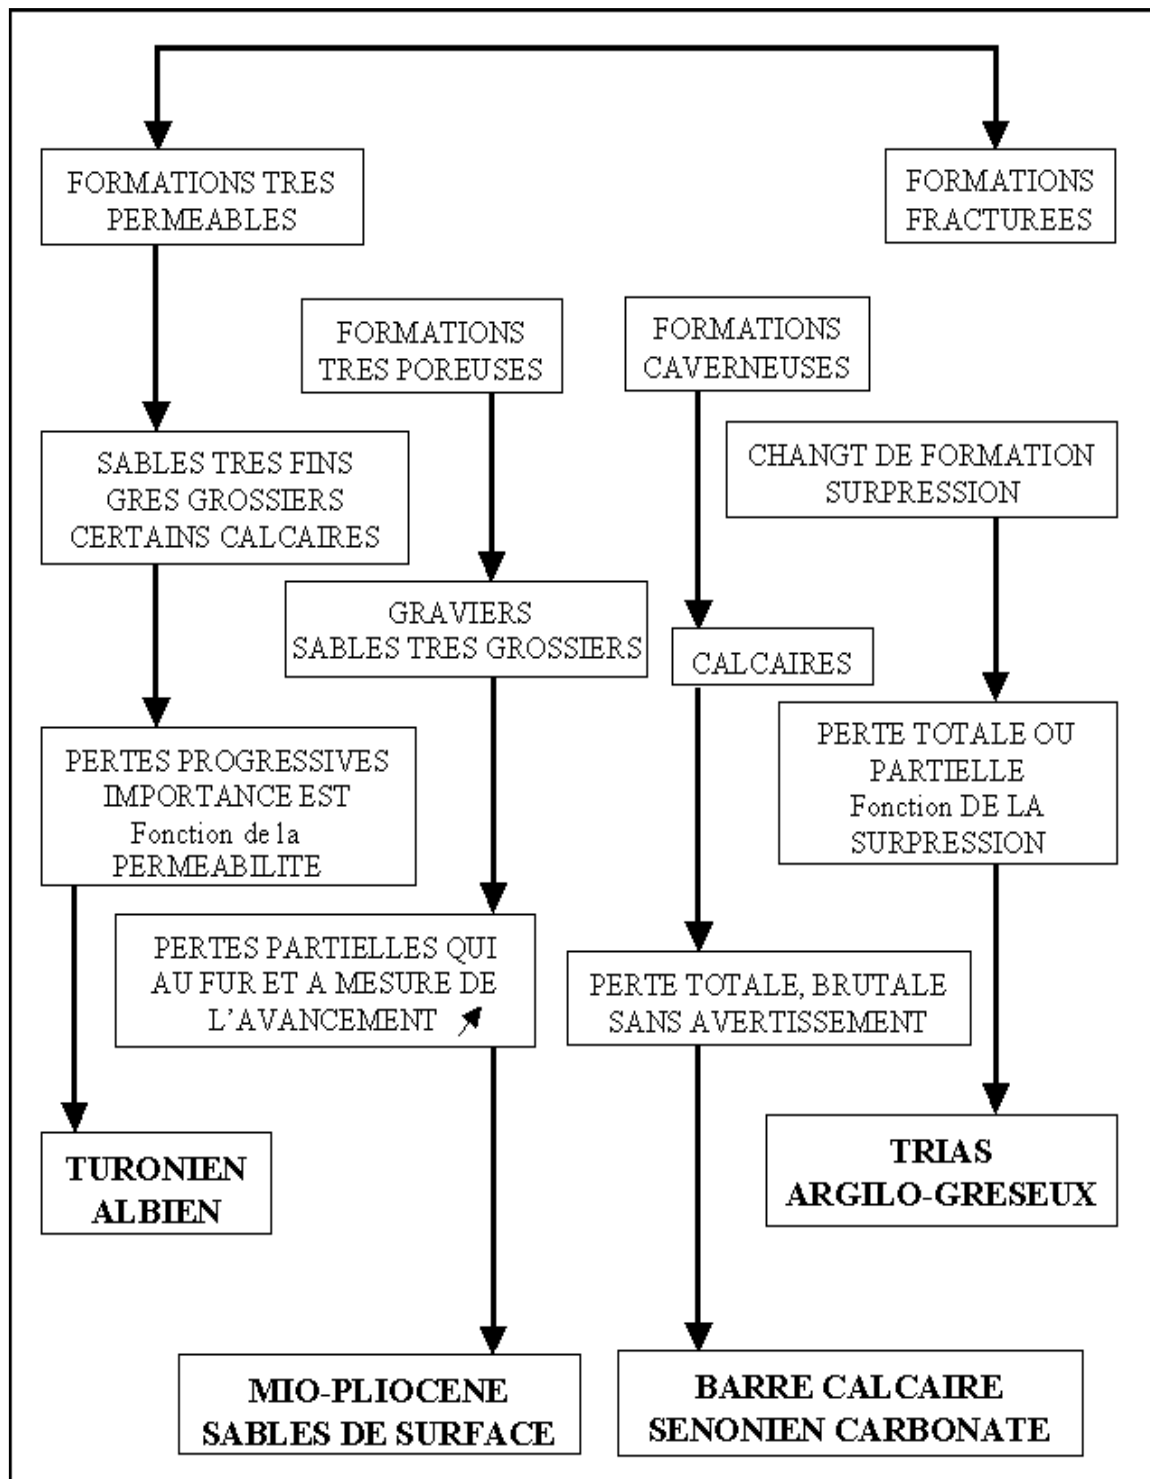 FORMATIONS TRES
PERMEABLES
FORMATIONS
FRACTUREES
FORMATIONS
TRES POREUSES
FORMATIONS
CAVERNEUSES
SABLES TRES FINS
GRES GROSSIERS
CERTAINS CALCAIRES
CHANGT DE FORMATION
SURPRESSION
GRAVIERS
SABLES TRES GROSSIERS
CALCAIRES
PERTES PROGRESSIVES
IMPORTANCE EST
Fonction de la
PERMEABILITE
PERTE TOTALE OU
PARTIELLE
Fonction DE LA
SURPRESSION
PERTES PARTIELLES QUI
AU FUR ET A MESURE DE
L'AVANCEMENT
PERTE TOTALE, BRUTALE
SANS AVERTISSEMENT
TURONIEN
ALBIEN
TRIAS
ARGILO-GRESEUX
MIO-PLIOCENE
SABLES DE SURFACE
BARRE CALCAIRE
SENONIEN CARBONATE